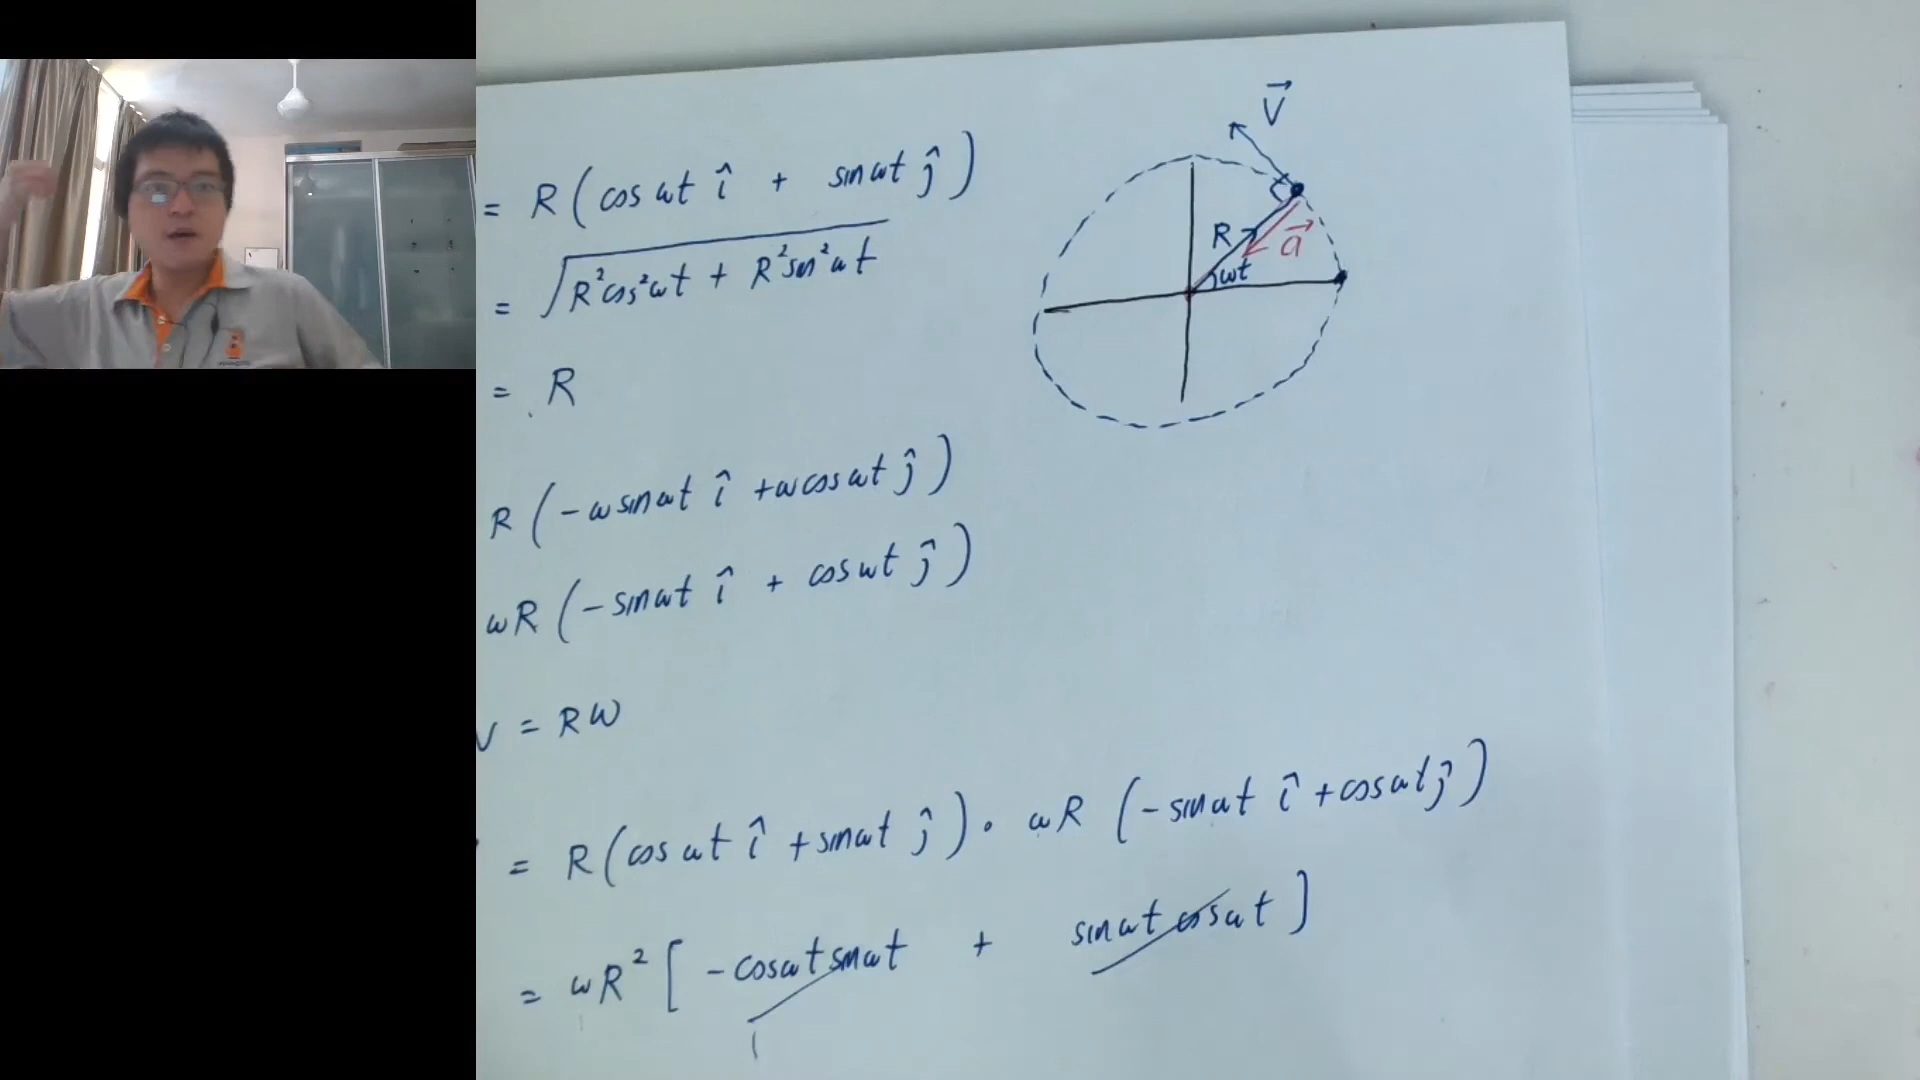 = R ( cos ωt î + sin ωt ĵ )
= √(R²cos²ωt + R²sin²ωt)
= R
R ( -ω sin ωt î + ω cos ωt ĵ )
ωR ( -sin ωt î + cos ωt ĵ )
V = RW
= R ( cos ωt î + sin ωt ĵ ) · ωR ( -sin ωt î + cos ωt ĵ )
= ωR² [ -cos ωt sin ωt + sin ωt cos ωt ]
V⃗
R
a⃗
ωt